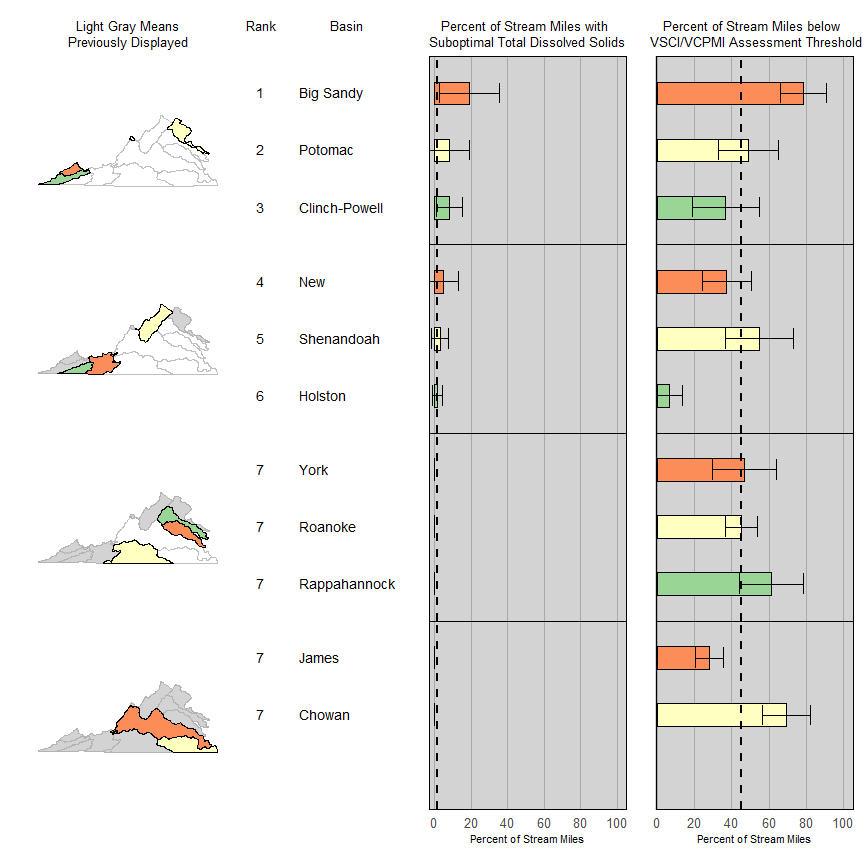 Light Gray Means
Previously Displayed
Rank
Basin
Percent of Stream Miles with
Suboptimal Total Dissolved Solids
Percent of Stream Miles below
VSCI/VCPMI Assessment Threshold
1 Big Sandy
2 Potomac
3 Clinch-Powell
4 New
5 Shenandoah
6 Holston
7 York
7 Roanoke
7 Rappahannock
7 James
7 Chowan
0 20 40 60 80 100
Percent of Stream Miles
0 20 40 60 80 100
Percent of Stream Miles